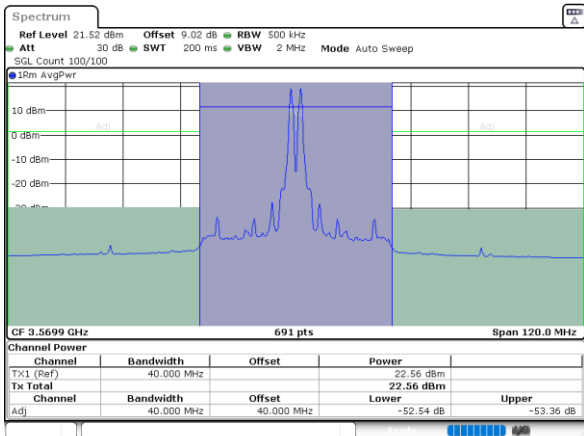 Spectrum
Ref Level 21.52 dBm Offset 9.02 dB RBW 500 kHz
Att 30 dB SWT 200 ms VBW 2 MHz Mode Auto Sweep
SGL Count 100/100
1Rm AvgPwr
10 dBm
Adj Adj
0 dBm
-10 dBm
-20 dBm
-30 dBm
CF 3.5699 GHz 691 pts Span 120.0 MHz
Channel Power
Channel Bandwidth Offset Power
TX1 (Ref) 40.000 MHz 22.56 dBm
Tx Total 22.56 dBm
Channel Bandwidth Offset Lower Upper
Adj 40.000 MHz 40.000 MHz -52.54 dB -53.36 dB
Ready